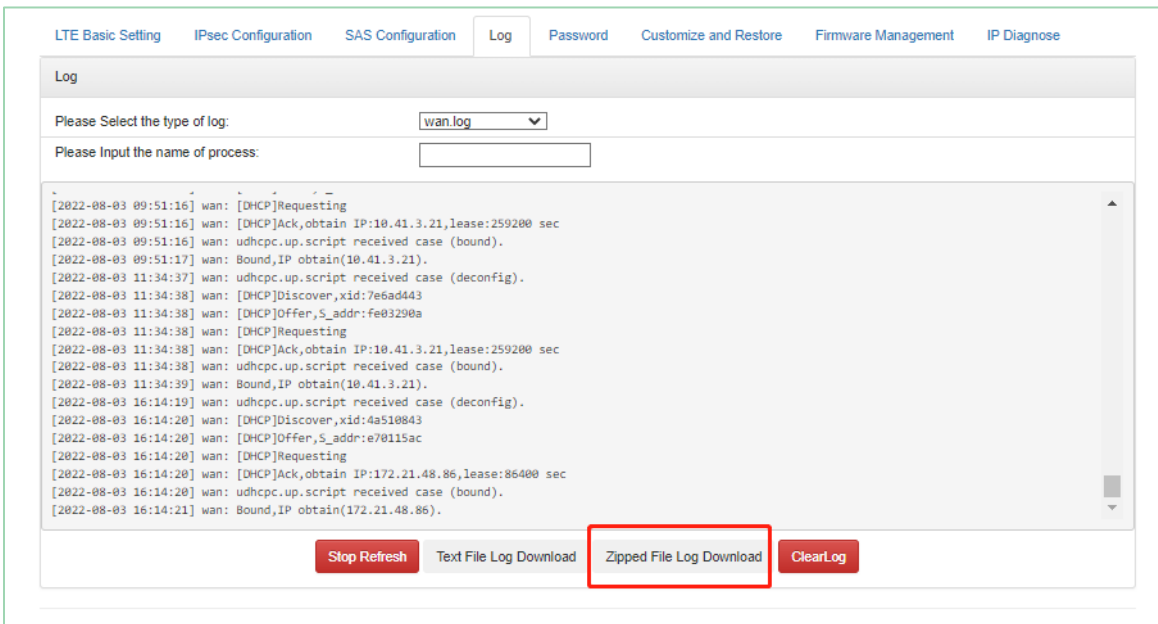 LTE Basic Setting IPsec Configuration SAS Configuration Log Password Customize and Restore Firmware Management IP Diagnose
Log
Please Select the type of log: wan.log
Please Input the name of process:
[2022-08-03 09:51:16] wan: [DHCP]Requesting
[2022-08-03 09:51:16] wan: [DHCP]Ack,obtain IP:10.41.3.21,lease:259200 sec
[2022-08-03 09:51:16] wan: udhcpc.up.script received case (bound).
[2022-08-03 09:51:17] wan: Bound,IP obtain(10.41.3.21).
[2022-08-03 11:34:37] wan: udhcpc.up.script received case (deconfig).
[2022-08-03 11:34:38] wan: [DHCP]Discover,xid:7e6ad443
[2022-08-03 11:34:38] wan: [DHCP]Offer,S_addr:fe03290a
[2022-08-03 11:34:38] wan: [DHCP]Requesting
[2022-08-03 11:34:38] wan: [DHCP]Ack,obtain IP:10.41.3.21,lease:259200 sec
[2022-08-03 11:34:38] wan: udhcpc.up.script received case (bound).
[2022-08-03 11:34:39] wan: Bound,IP obtain(10.41.3.21).
[2022-08-03 16:14:19] wan: udhcpc.up.script received case (deconfig).
[2022-08-03 16:14:20] wan: [DHCP]Discover,xid:4a510843
[2022-08-03 16:14:20] wan: [DHCP]Offer,S_addr:e70115ac
[2022-08-03 16:14:20] wan: [DHCP]Requesting
[2022-08-03 16:14:20] wan: [DHCP]Ack,obtain IP:172.21.48.86,lease:86400 sec
[2022-08-03 16:14:20] wan: udhcpc.up.script received case (bound).
[2022-08-03 16:14:21] wan: Bound,IP obtain(172.21.48.86).
Stop Refresh Text File Log Download Zipped File Log Download ClearLog